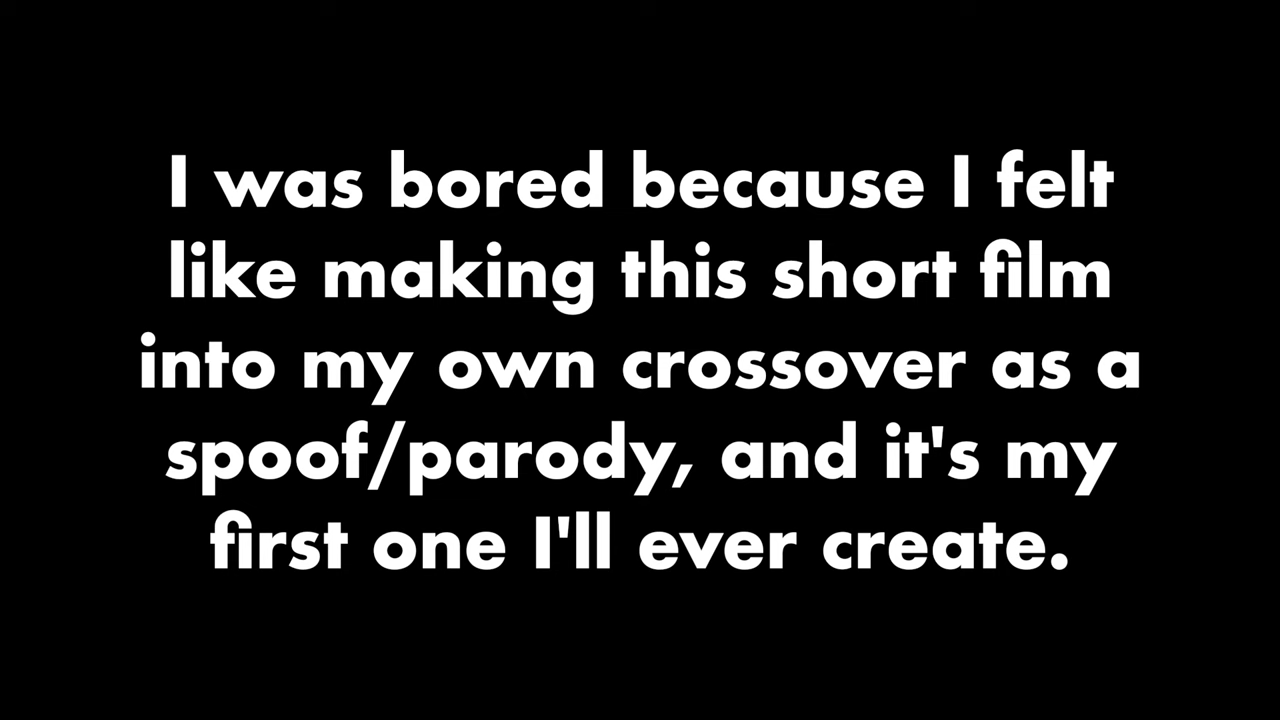 I was bored because I felt
like making this short film
into my own crossover as a
spoof/parody, and it's my
first one I'll ever create.